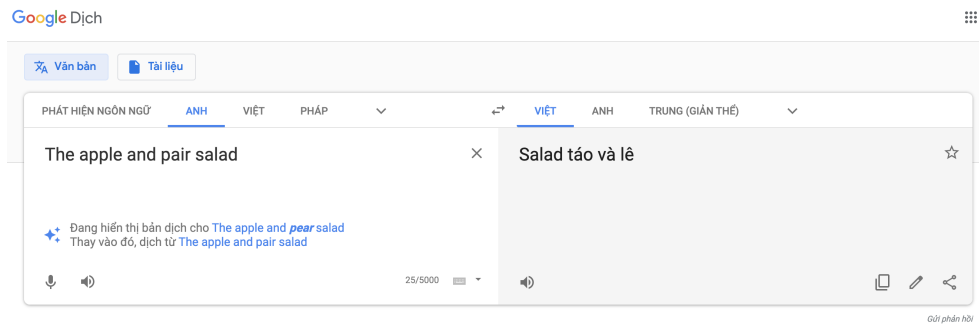 Google Dịch
Văn bản
Tài liệu
PHÁT HIỆN NGÔN NGỮ ANH VIỆT PHÁP
VIỆT ANH TRUNG (GIẢN THỂ)
The apple and pair salad
Salad táo và lê
Đang hiển thị bản dịch cho The apple and pear salad
Thay vào đó, dịch từ The apple and pair salad
25/5000
Gửi phản hồi